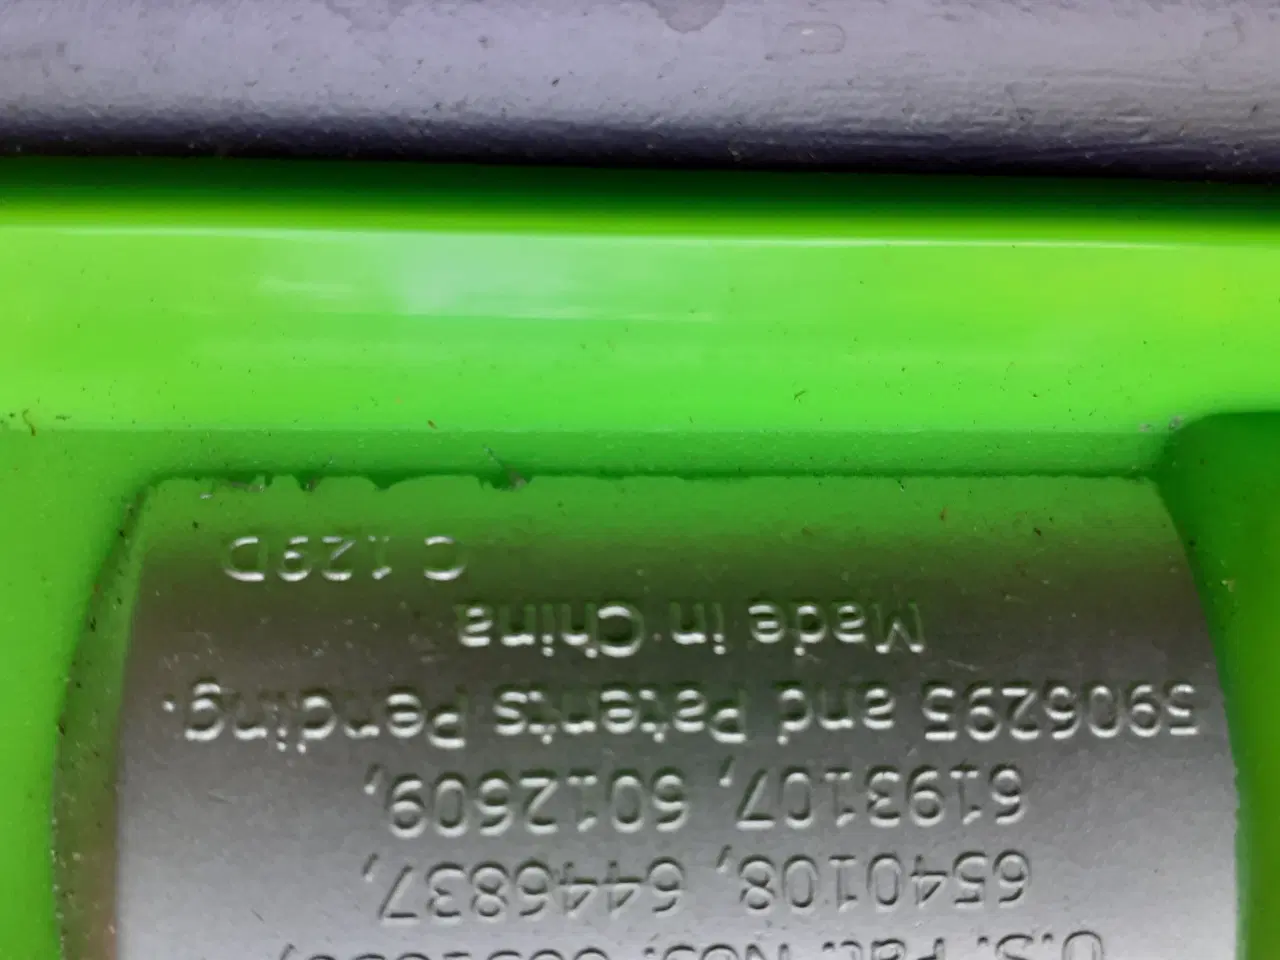 U.S. Pat. Nos.
6540108, 6446837,
6193107, 6012609,
5906295 and Patents Pending.
Made in China
C 129D